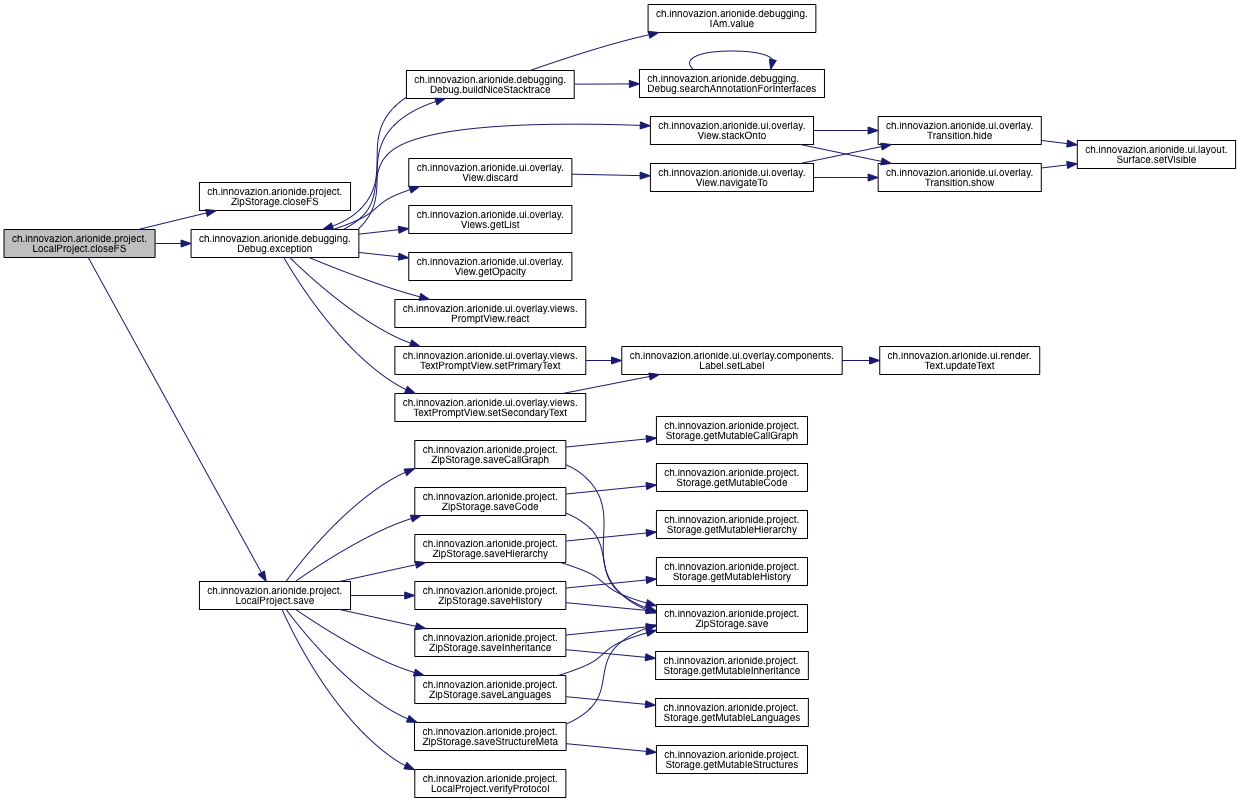 ch.innovazion.arionide.debugging.
IAm.value
ch.innovazion.arionide.debugging.
Debug.buildNiceStacktrace
ch.innovazion.arionide.debugging.
Debug.searchAnnotationForInterfaces
ch.innovazion.arionide.ui.overlay.
View.stackOnto
ch.innovazion.arionide.ui.overlay.
Transition.hide
ch.innovazion.arionide.ui.layout.
Surface.setVisible
ch.innovazion.arionide.ui.overlay.
View.discard
ch.innovazion.arionide.ui.overlay.
View.navigateTo
ch.innovazion.arionide.ui.overlay.
Transition.show
ch.innovazion.arionide.project.
ZipStorage.closeFS
ch.innovazion.arionide.ui.overlay.
Views.getList
ch.innovazion.arionide.project.
LocalProject.closeFS
ch.innovazion.arionide.debugging.
Debug.exception
ch.innovazion.arionide.ui.overlay.
View.getOpacity
ch.innovazion.arionide.ui.overlay.views.
PromptView.react
ch.innovazion.arionide.ui.overlay.views.
TextPromptView.setPrimaryText
ch.innovazion.arionide.ui.overlay.components.
Label.setLabel
ch.innovazion.arionide.ui.render.
Text.updateText
ch.innovazion.arionide.ui.overlay.views.
TextPromptView.setSecondaryText
ch.innovazion.arionide.project.
ZipStorage.saveCallGraph
ch.innovazion.arionide.project.
Storage.getMutableCallGraph
ch.innovazion.arionide.project.
ZipStorage.saveCode
ch.innovazion.arionide.project.
Storage.getMutableCode
ch.innovazion.arionide.project.
ZipStorage.saveHierarchy
ch.innovazion.arionide.project.
Storage.getMutableHierarchy
ch.innovazion.arionide.project.
LocalProject.save
ch.innovazion.arionide.project.
ZipStorage.saveHistory
ch.innovazion.arionide.project.
Storage.getMutableHistory
ch.innovazion.arionide.project.
ZipStorage.save
ch.innovazion.arionide.project.
ZipStorage.saveInheritance
ch.innovazion.arionide.project.
Storage.getMutableInheritance
ch.innovazion.arionide.project.
ZipStorage.saveLanguages
ch.innovazion.arionide.project.
Storage.getMutableLanguages
ch.innovazion.arionide.project.
ZipStorage.saveStructureMeta
ch.innovazion.arionide.project.
Storage.getMutableStructures
ch.innovazion.arionide.project.
LocalProject.verifyProtocol